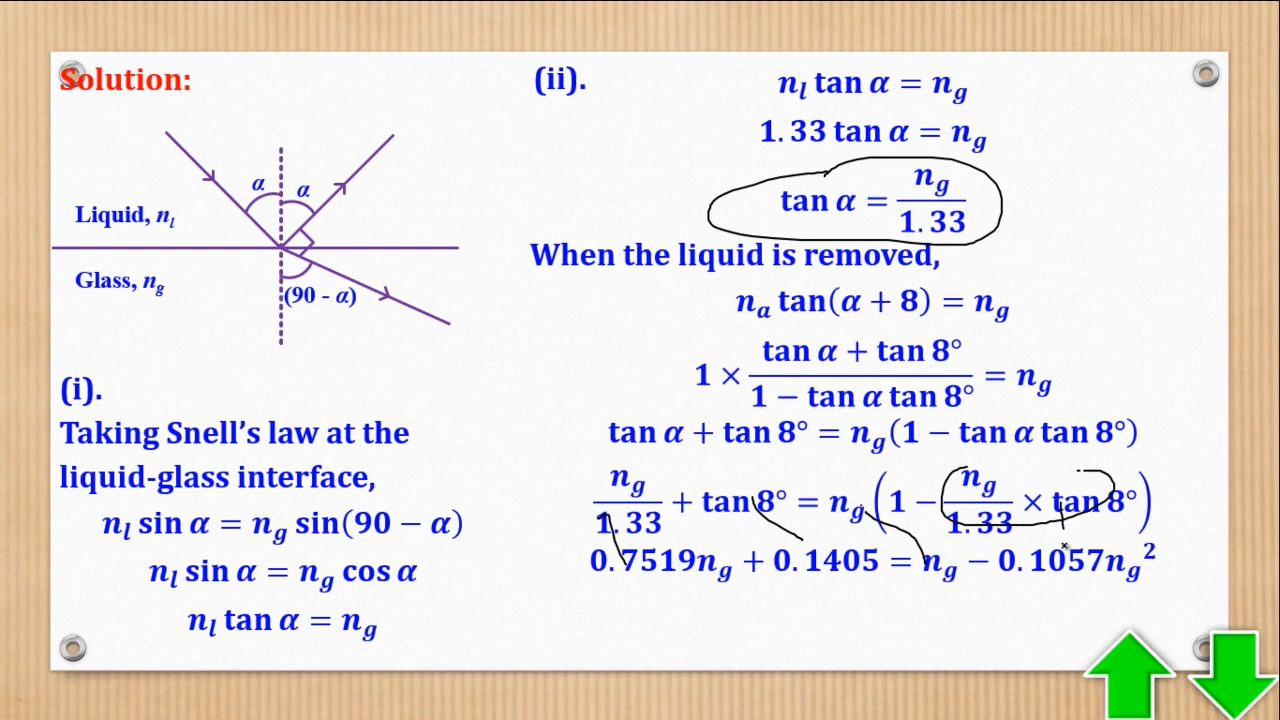 Solution:
α α
Liquid, nₗ
Glass, n_g
(90 - α)
(i).
Taking Snell’s law at the
liquid-glass interface,
nₗ sin α = n_g sin(90 − α)
nₗ sin α = n_g cos α
nₗ tan α = n_g
(ii).
nₗ tan α = n_g
1.33 tan α = n_g
tan α = n_g / 1.33
When the liquid is removed,
nₐ tan(α + 8) = n_g
1 × (tan α + tan 8°) / (1 − tan α tan 8°) = n_g
tan α + tan 8° = n_g(1 − tan α tan 8°)
n_g / 1.33 + tan 8° = n_g (1 − n_g / 1.33 × tan 8°)
0.7519n_g + 0.1405 = n_g − 0.1057n_g²